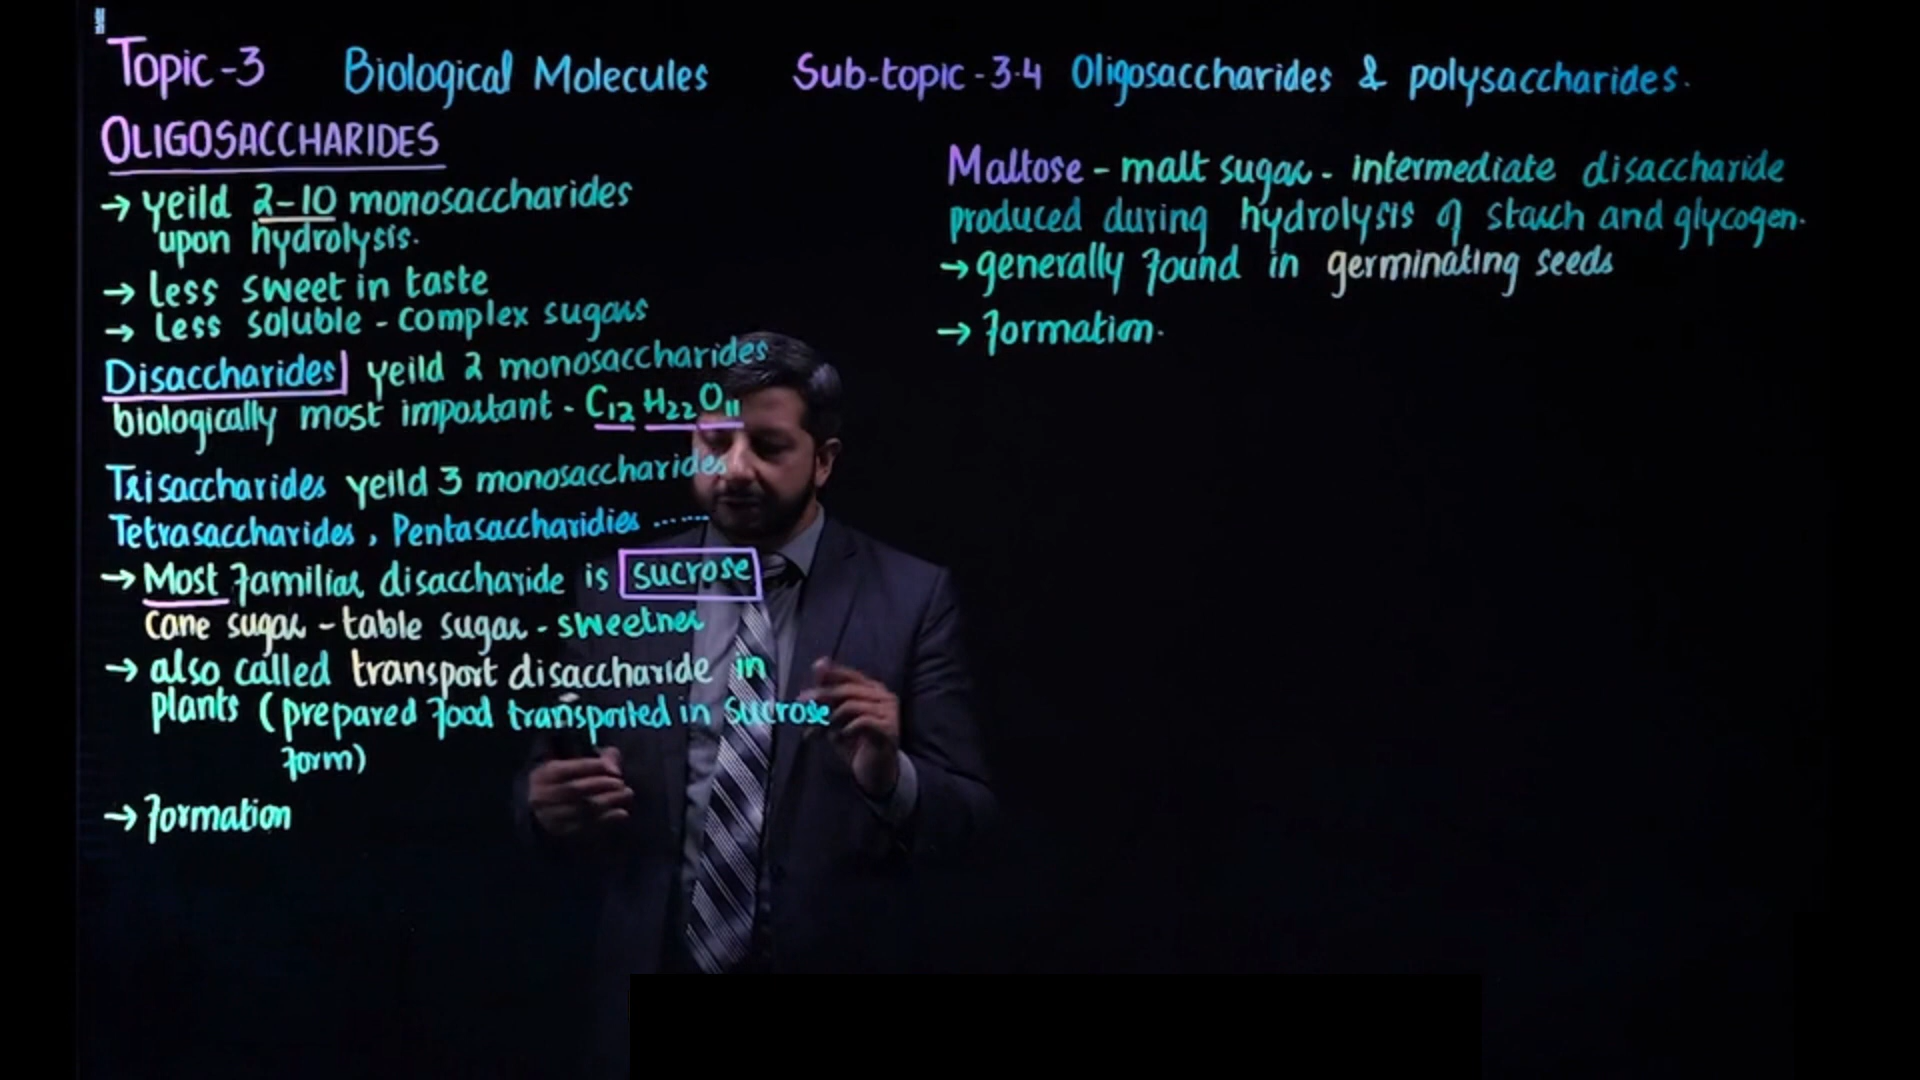 Topic-3 Biological Molecules Sub-topic-3.4 Oligosaccharides & polysaccharides.
OLIGOSACCHARIDES
→ yeild 2-10 monosaccharides
upon hydrolysis.
→ less sweet in taste
→ less soluble - complex sugars
Disaccharides yeild 2 monosaccharides
biologically most important - C12 H22 O11
Trisaccharides yeild 3 monosaccharides
Tetrasaccharides, Pentasaccharidies ......
→ Most familiar disaccharide is sucrose
cane sugar - table sugar - sweetner
→ also called transport disaccharide in
plants (prepared food transported in sucrose
form)
→ formation
Maltose - malt sugar - intermediate disaccharide
produced during hydrolysis of starch and glycogen.
→ generally found in germinating seeds
→ formation.